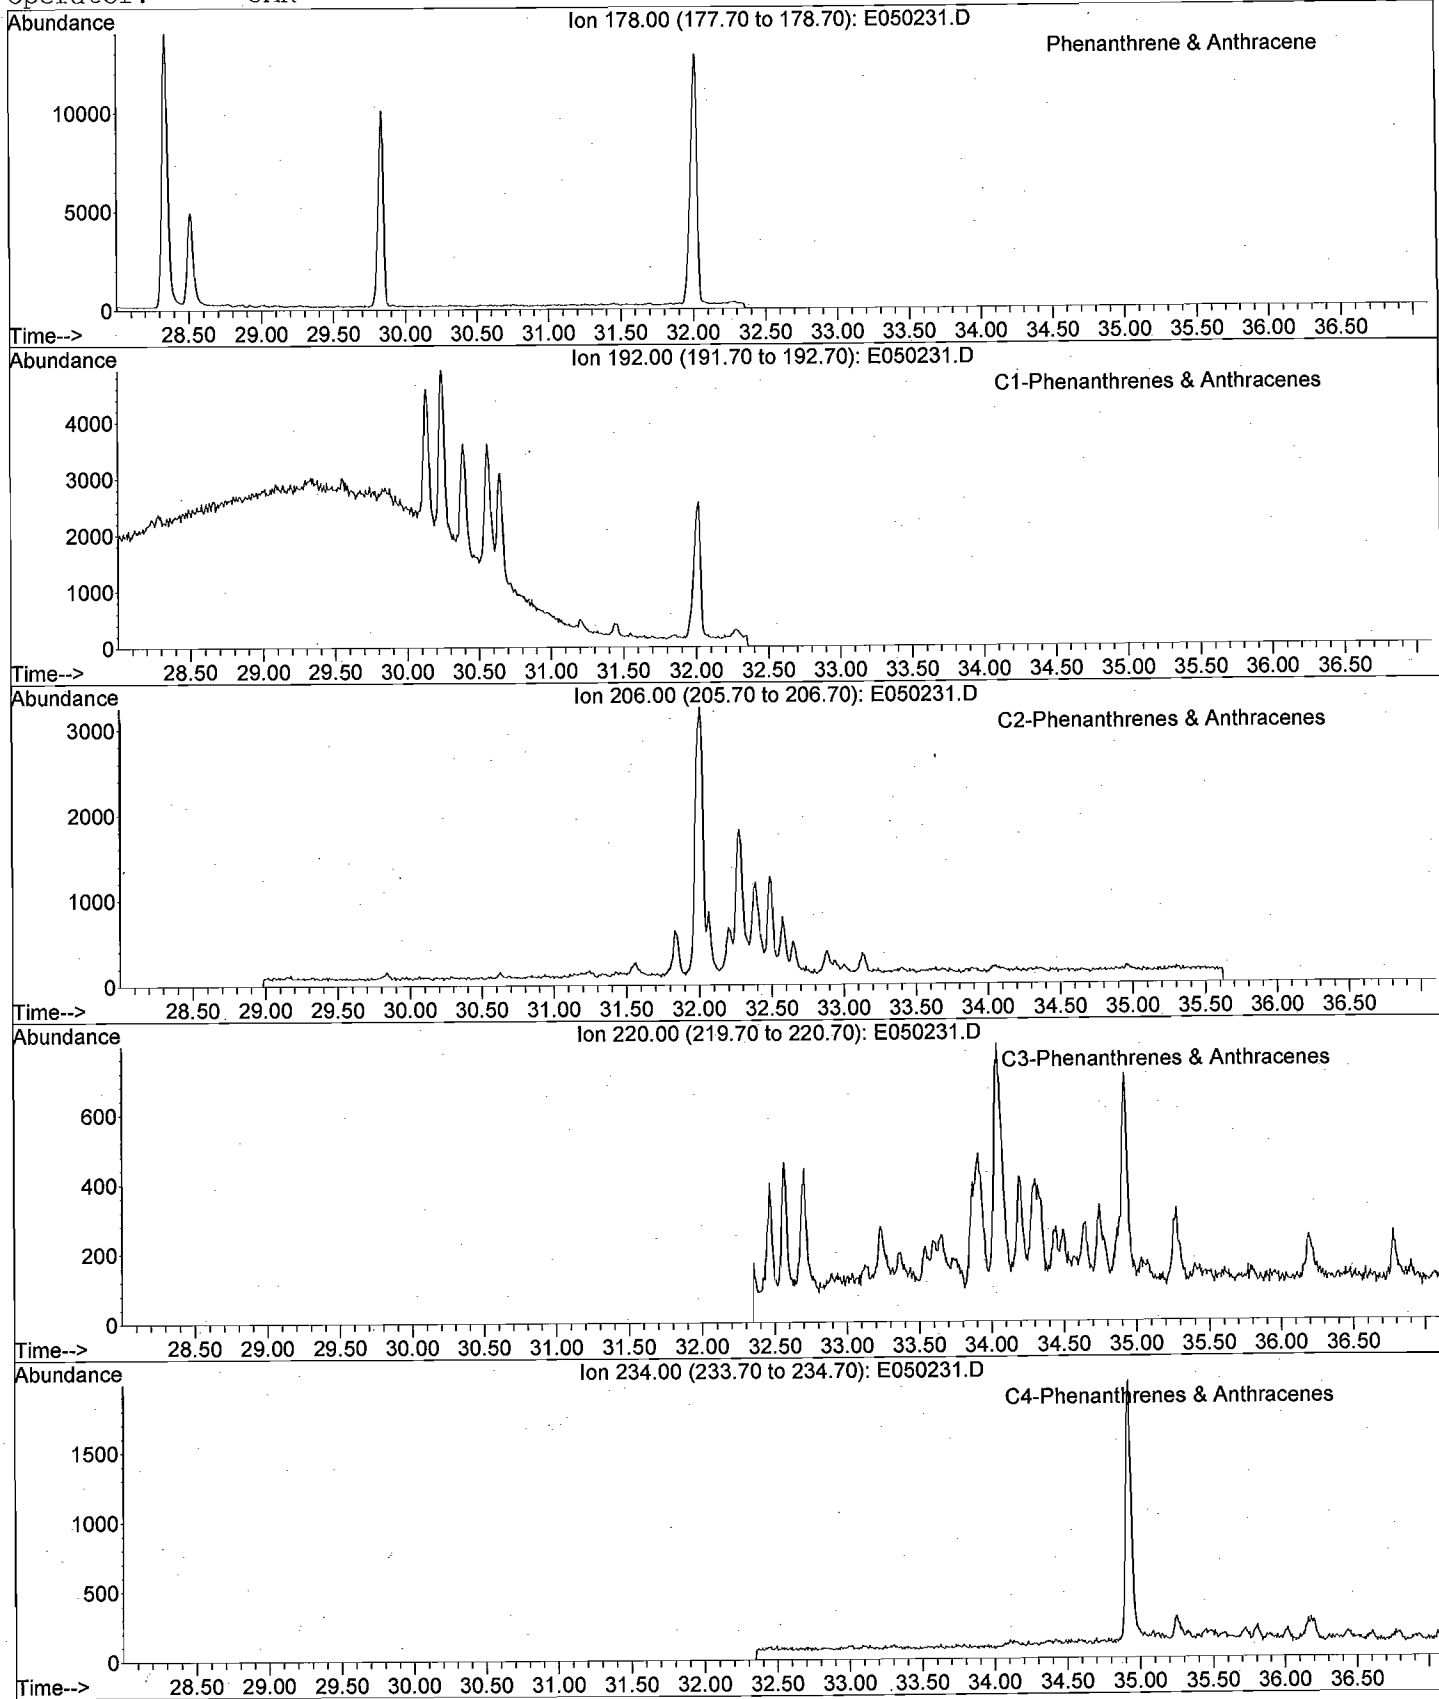 Abundance
Ion 178.00 (177.70 to 178.70): E050231.D
Phenanthrene & Anthracene
10000
5000
0
Time--> 28.50 29.00 29.50 30.00 30.50 31.00 31.50 32.00 32.50 33.00 33.50 34.00 34.50 35.00 35.50 36.00 36.50
Abundance
Ion 192.00 (191.70 to 192.70): E050231.D
C1-Phenanthrenes & Anthracenes
4000
3000
2000
1000
0
Time--> 28.50 29.00 29.50 30.00 30.50 31.00 31.50 32.00 32.50 33.00 33.50 34.00 34.50 35.00 35.50 36.00 36.50
Abundance
Ion 206.00 (205.70 to 206.70): E050231.D
C2-Phenanthrenes & Anthracenes
3000
2000
1000
0
Time--> 28.50 29.00 29.50 30.00 30.50 31.00 31.50 32.00 32.50 33.00 33.50 34.00 34.50 35.00 35.50 36.00 36.50
Abundance
Ion 220.00 (219.70 to 220.70): E050231.D
C3-Phenanthrenes & Anthracenes
600
400
200
0
Time--> 28.50 29.00 29.50 30.00 30.50 31.00 31.50 32.00 32.50 33.00 33.50 34.00 34.50 35.00 35.50 36.00 36.50
Abundance
Ion 234.00 (233.70 to 234.70): E050231.D
C4-Phenanthrenes & Anthracenes
1500
1000
500
0
Time--> 28.50 29.00 29.50 30.00 30.50 31.00 31.50 32.00 32.50 33.00 33.50 34.00 34.50 35.00 35.50 36.00 36.50